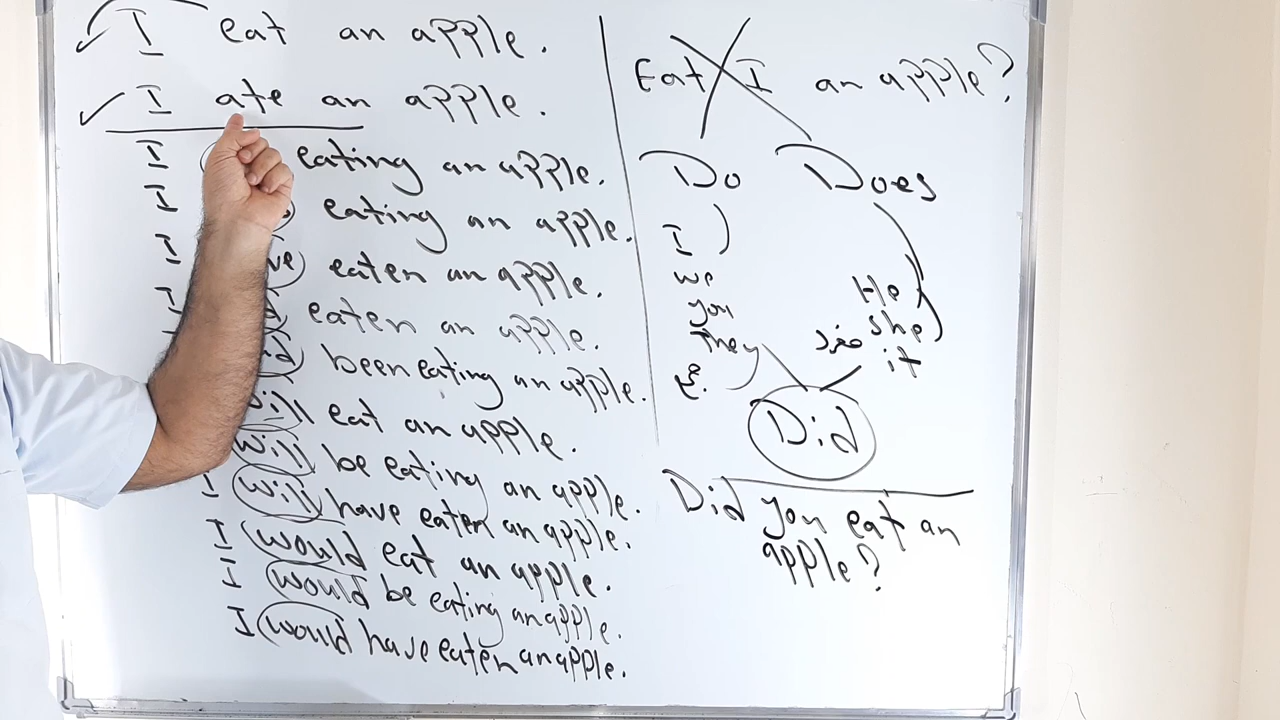 I eat an apple.
I ate an apple.
I eating an apple.
I eating an apple.
I eaten an apple.
I eaten an apple.
been eating an apple.
will eat an apple.
will be eating an apple.
I will have eaten an apple.
I would eat an apple.
I would be eating an apple.
I would have eaten an apple.
Eat I an apple?
Do Does
I
we
you
they
جمع
He
she
it
مفرد
Did
Did you eat an
apple?